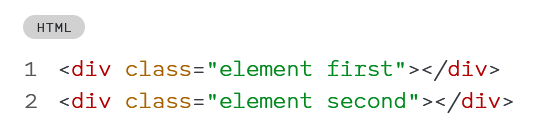 HTML
1 <div class="element first"></div>
2 <div class="element second"></div>